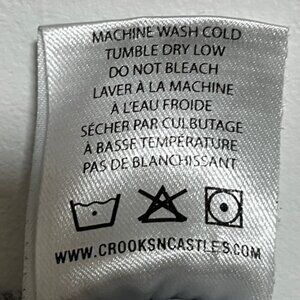 MACHINE WASH COLD
TUMBLE DRY LOW
DO NOT BLEACH
LAVER À LA MACHINE
À L'EAU FROIDE
SÉCHER PAR CULBUTAGE
À BASSE TEMPÉRATURE
PAS DE BLANCHISSANT
WWW.CROOKSNCASTLES.COM